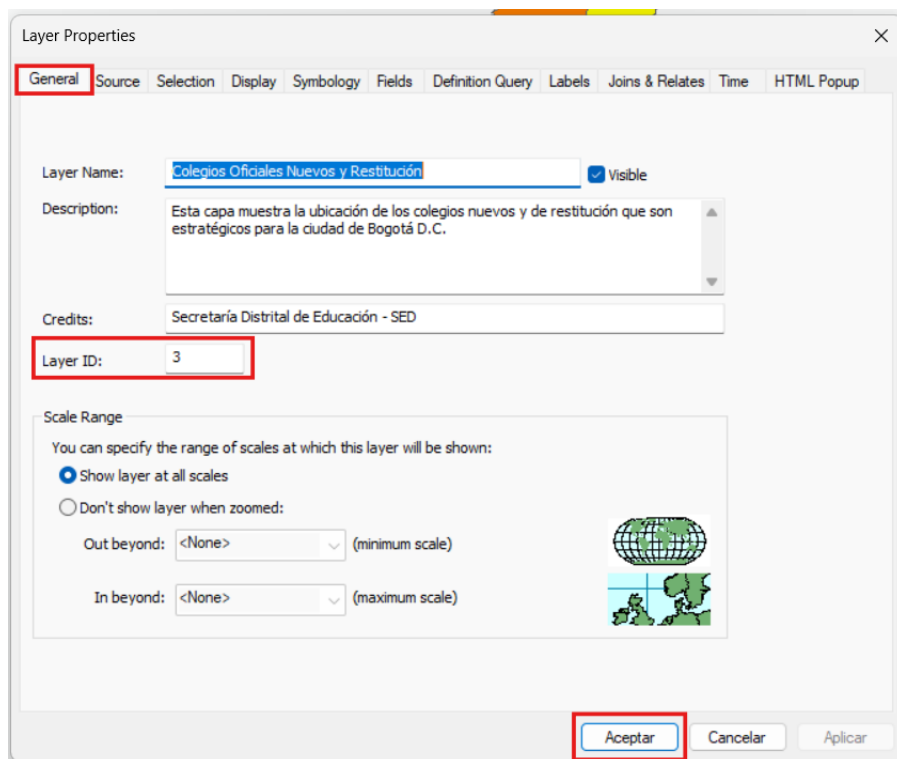 Layer Properties
General Source Selection Display Symbology Fields Definition Query Labels Joins & Relates Time HTML Popup
Layer Name: Colegios Oficiales Nuevos y Restitución Visible
Description: Esta capa muestra la ubicación de los colegios nuevos y de restitución que son
estratégicos para la ciudad de Bogotá D.C.
Credits: Secretaría Distrital de Educación - SED
Layer ID: 3
Scale Range
You can specify the range of scales at which this layer will be shown:
Show layer at all scales
Don't show layer when zoomed:
Out beyond: <None> (minimum scale)
In beyond: <None> (maximum scale)
Aceptar Cancelar Aplicar